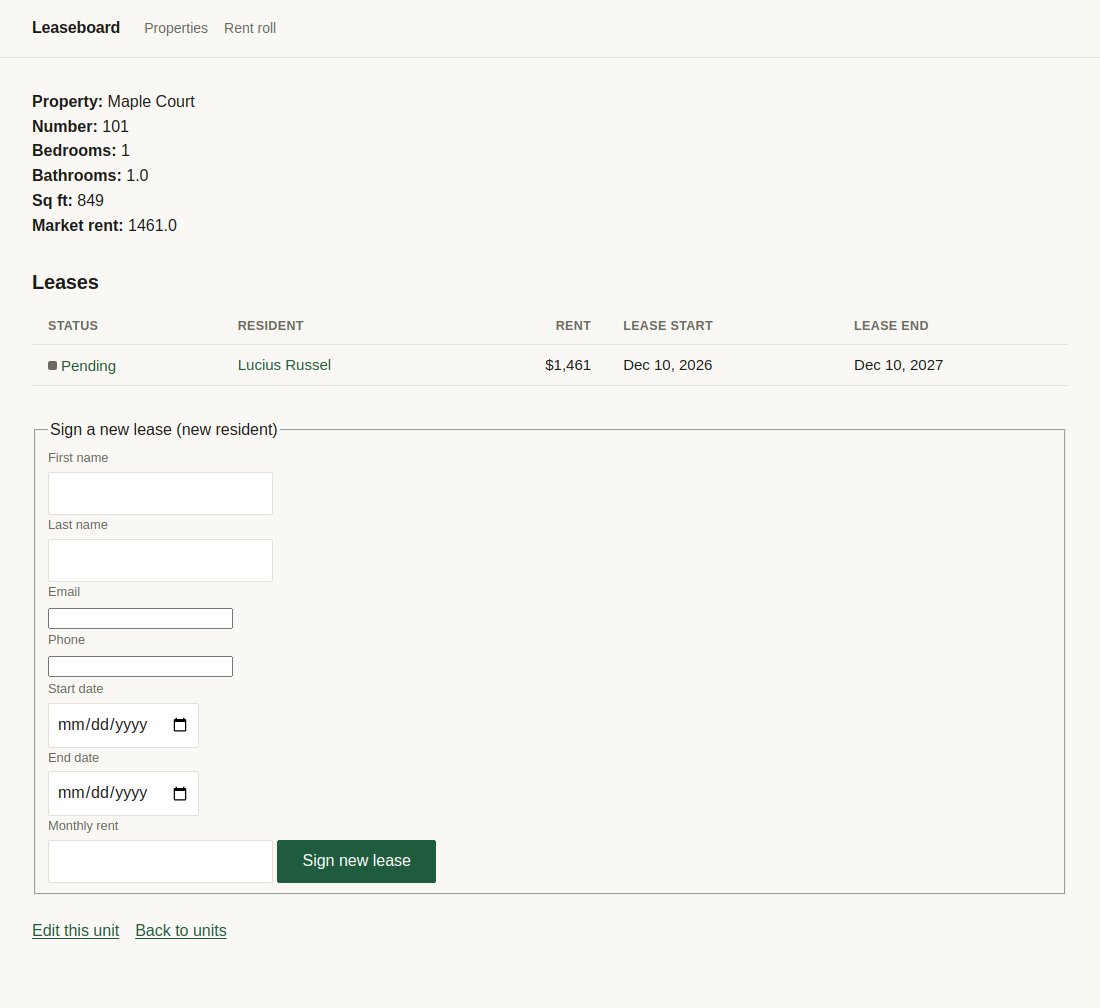 Leaseboard Properties Rent roll
Property: Maple Court
Number: 101
Bedrooms: 1
Bathrooms: 1.0
Sq ft: 849
Market rent: 1461.0
Leases
STATUS RESIDENT RENT LEASE START LEASE END
Pending Lucius Russel $1,461 Dec 10, 2026 Dec 10, 2027
Sign a new lease (new resident)
First name
Last name
Email
Phone
Start date
mm/dd/yyyy
End date
mm/dd/yyyy
Monthly rent
Sign new lease
Edit this unit Back to units